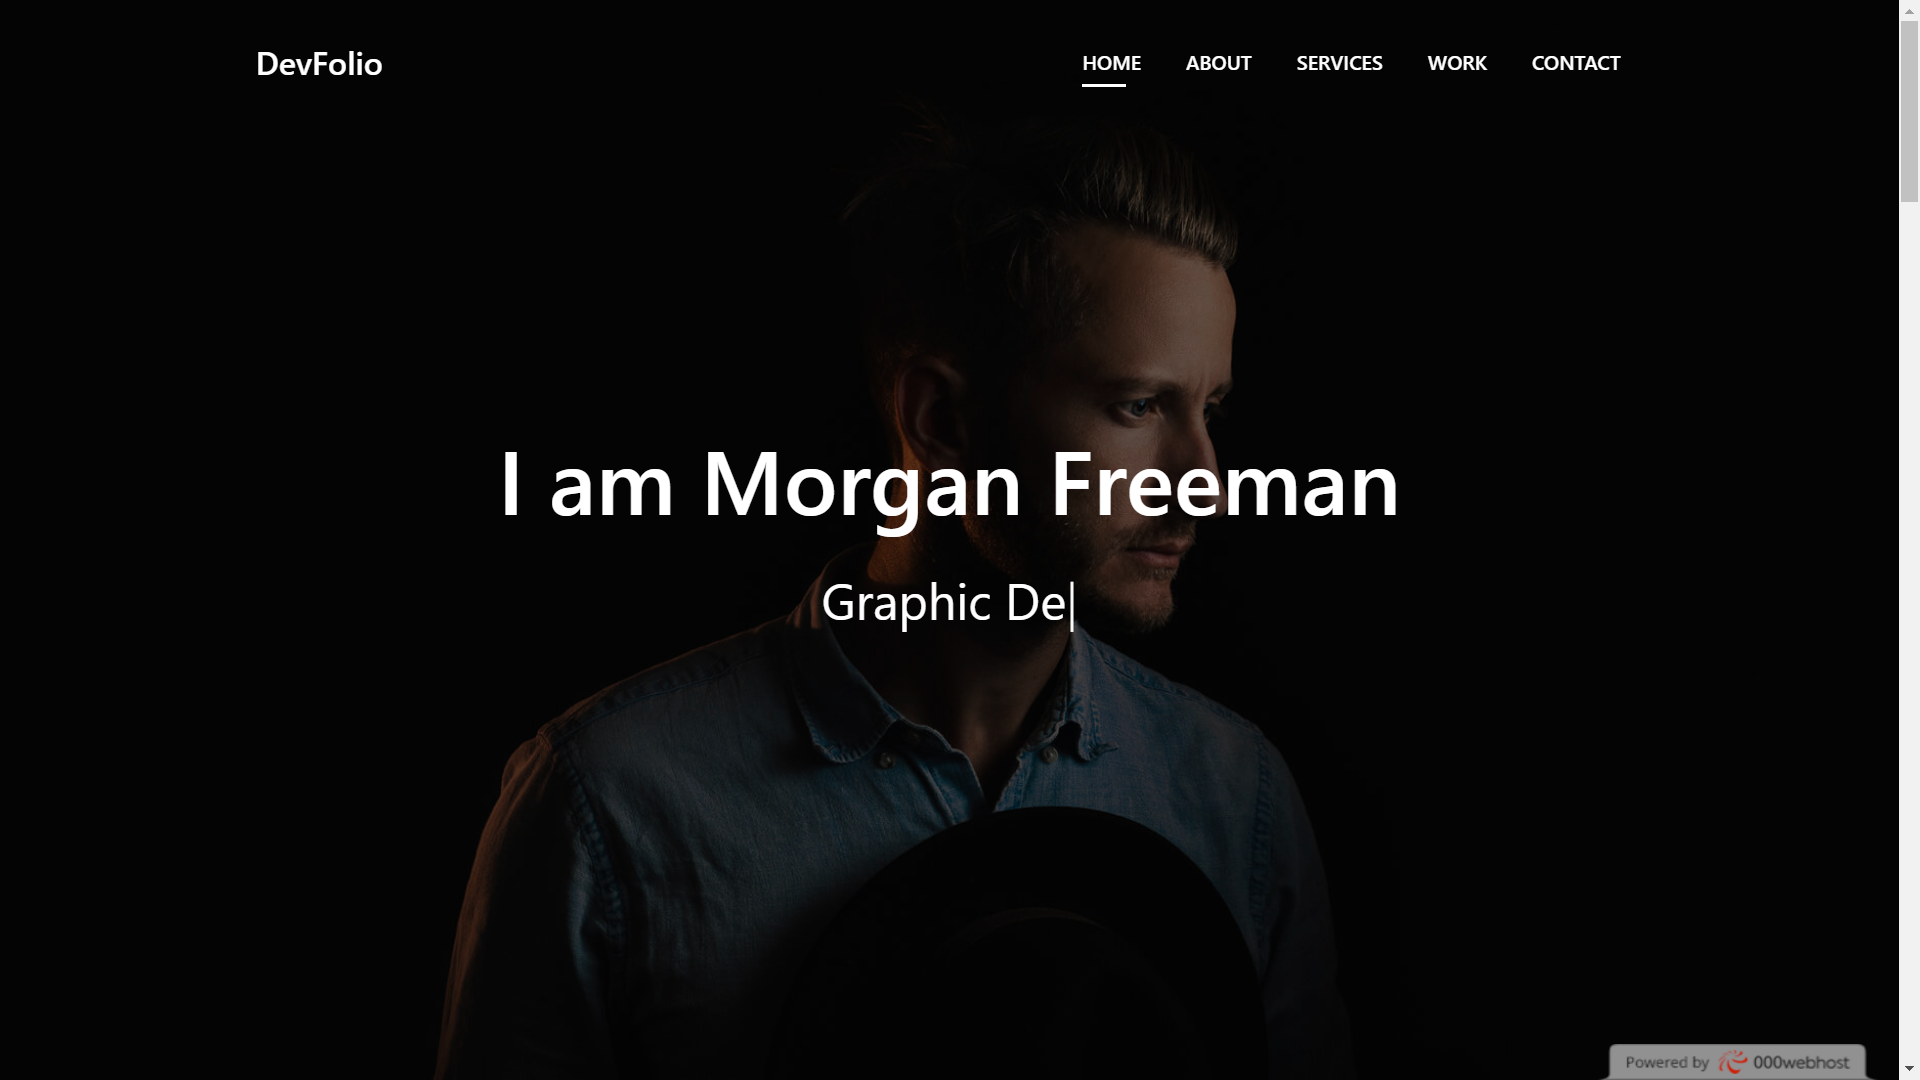 DevFolio
HOME ABOUT SERVICES WORK CONTACT
I am Morgan Freeman
Graphic De|
Powered by 000webhost